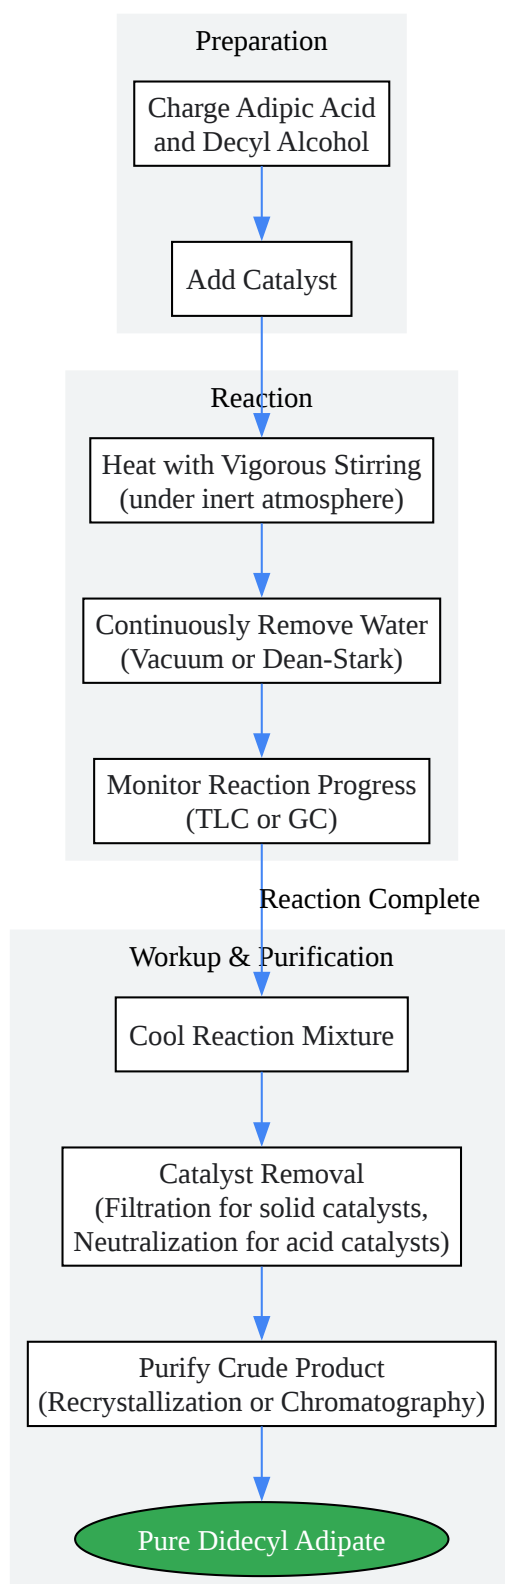 Preparation
Charge Adipic Acid
and Decyl Alcohol
Add Catalyst
Reaction
Heat with Vigorous Stirring
(under inert atmosphere)
Continuously Remove Water
(Vacuum or Dean-Stark)
Monitor Reaction Progress
(TLC or GC)
Reaction Complete
Workup & Purification
Cool Reaction Mixture
Catalyst Removal
(Filtration for solid catalysts,
Neutralization for acid catalysts)
Purify Crude Product
(Recrystallization or Chromatography)
Pure Didecyl Adipate